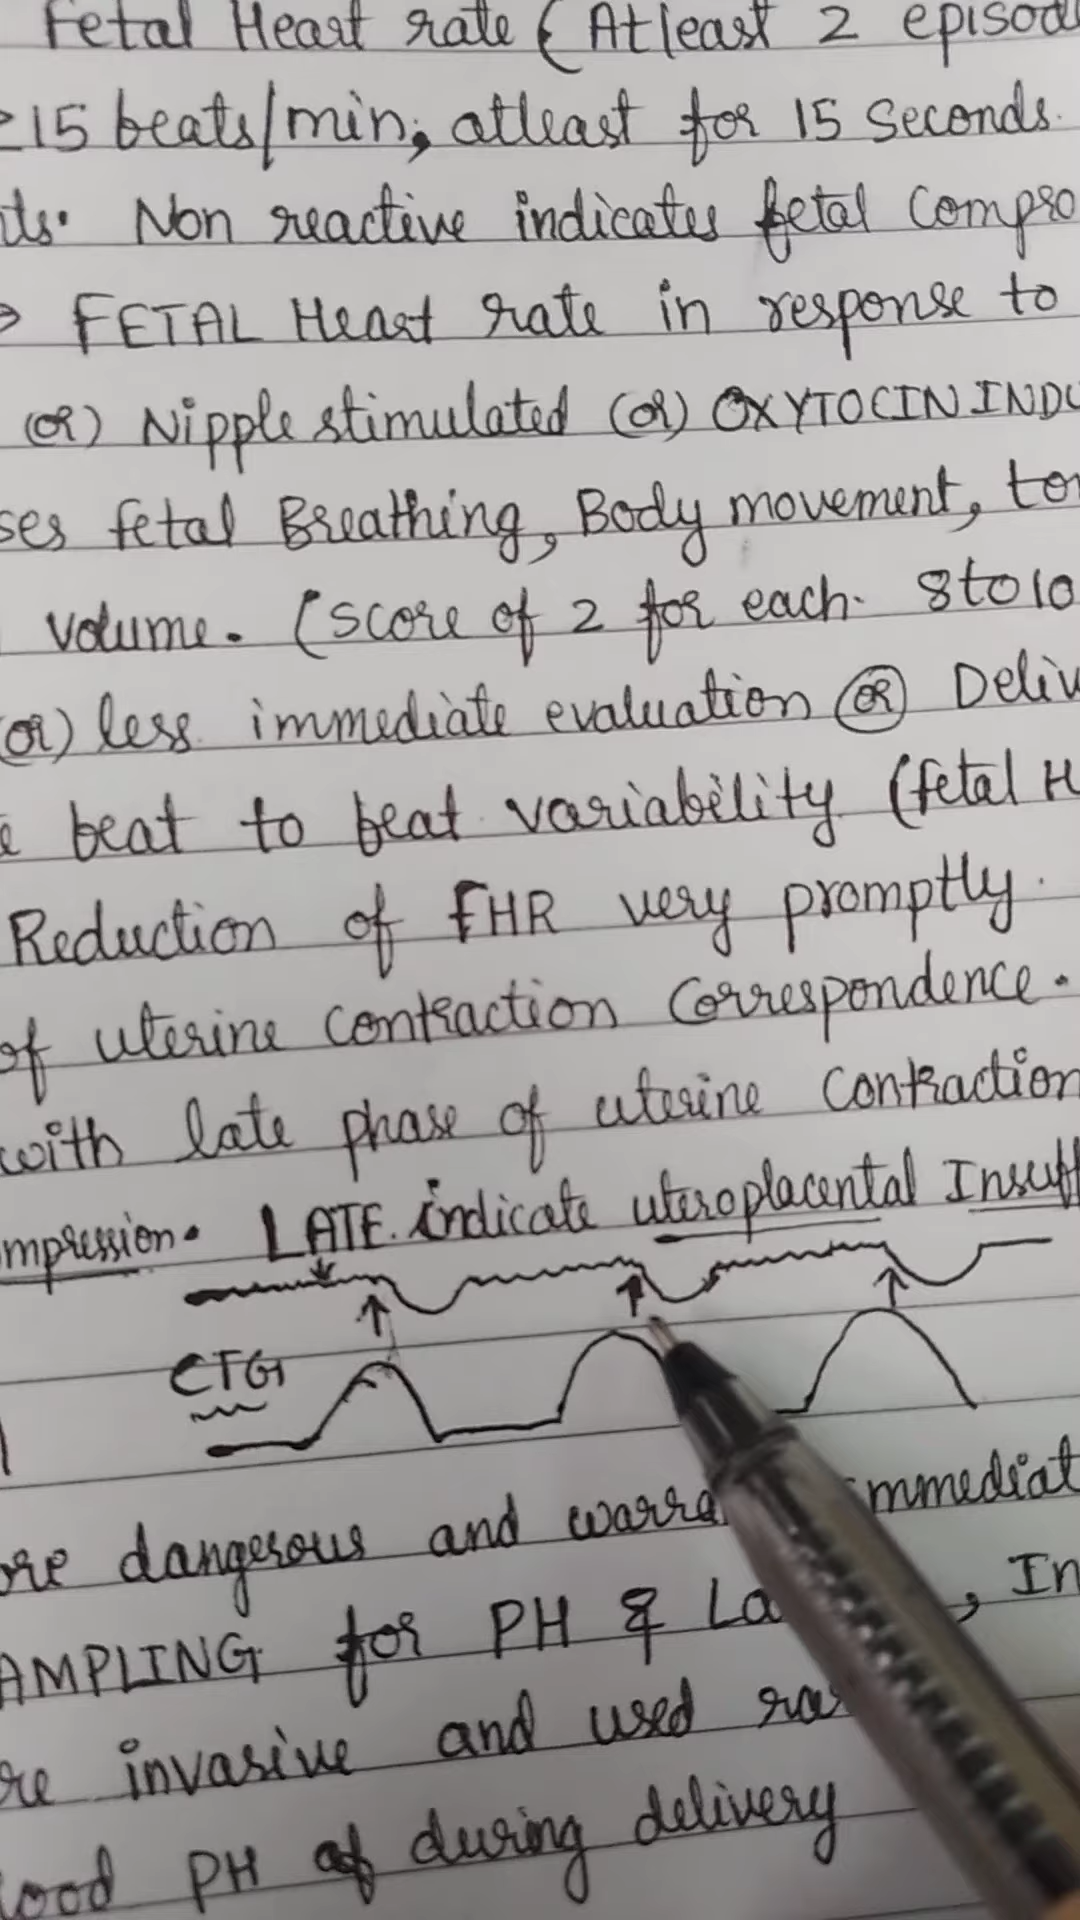 Fetal Heart rate (Atleast 2 episod
≥15 beats/min, atleast for 15 seconds.
Non reactive indicates fetal compro
FETAL Heart rate in response to
(or) Nipple stimulated (or) OXYTOCIN INDU
ses fetal Breathing, Body movement, to
volume. (score of 2 for each. 8 to 10
(or) less immediate evaluation or Deliv
beat to beat variability (fetal H
Reduction of FHR very promptly.
of uterine contraction correspondence.
with late phase of uterine contraction
mpression. LATE. indicate uteroplacental Insuff
CTG
ore dangerous and warra mmediat
AMPLING for PH & La , In
re invasive and used ra
lood PH of during delivery